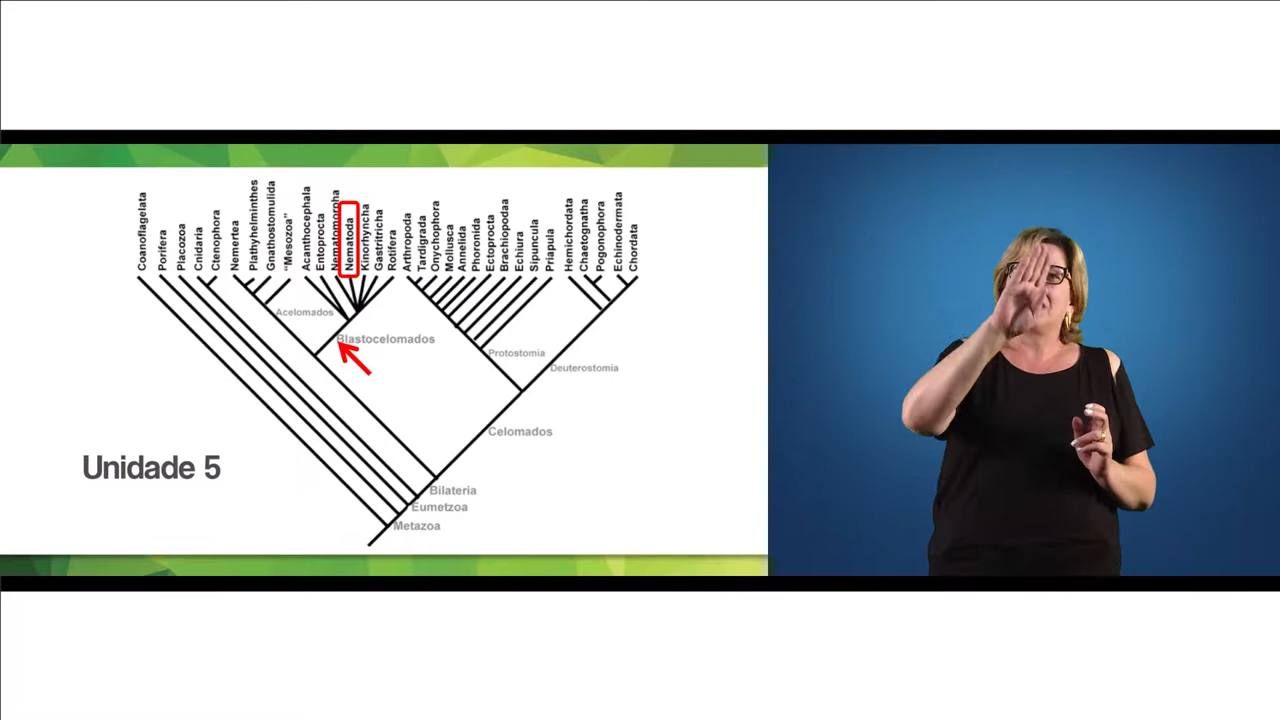 Coanoflagelata
Porifera
Placozoa
Cnidaria
Ctenophora
Nemertea
Plathyhelminthes
Gnathostomulida
"Mesozoa"
Acanthocephala
Entoprocta
Nematomorpha
Nematoda
Kinorhyncha
Gastritricha
Rotifera
Arthropoda
Tardigrada
Onychophora
Mollusca
Annelida
Phoronida
Ectoprocta
Brachiopodaa
Echiura
Sipuncula
Priapula
Hemichordata
Chaetognatha
Pogonophora
Echinodermata
Chordata
Acelomados
Blastocelomados
Protostomia
Deuterostomia
Celomados
Unidade 5
Bilateria
Eumetzoa
Metazoa